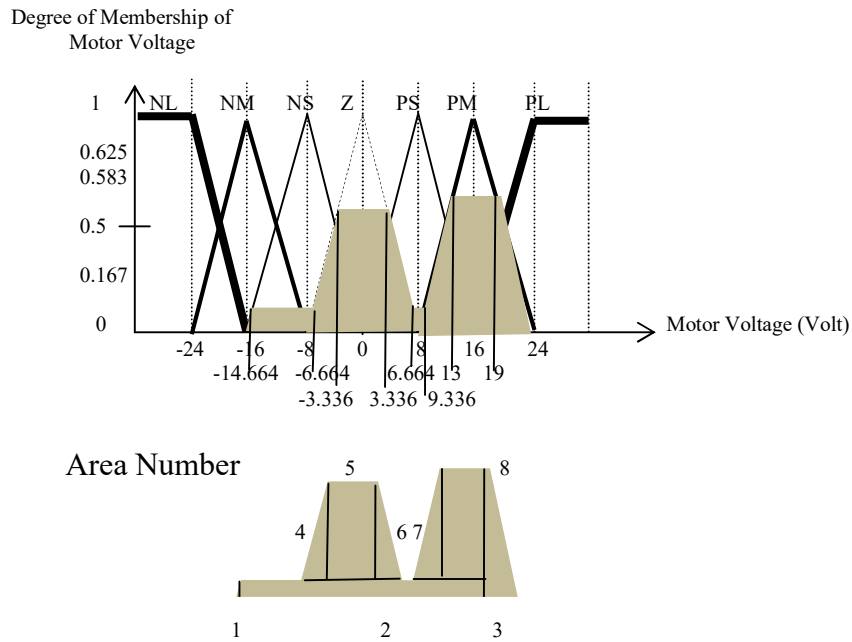 Degree of Membership of
Motor Voltage
1
NL NM NS Z PS PM PL
0.625
0.583
0.5
0.167
0
Motor Voltage (Volt)
-24 -16 -8 0 8 16 24
-14.664 -6.664 6.664 13 19
-3.336 3.336 9.336
Area Number
5 8
4 6 7
1 2 3